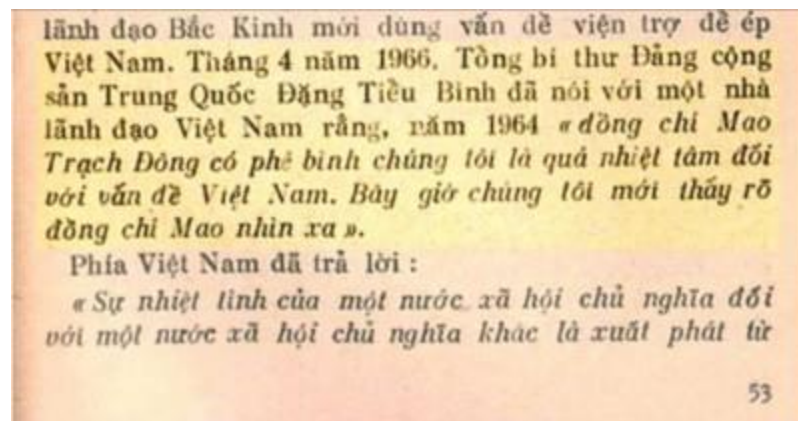 lãnh đạo Bắc Kinh mới dùng vấn đề viện trợ để ép
Việt Nam. Tháng 4 năm 1966, Tổng bí thư Đảng cộng
sản Trung Quốc Đặng Tiểu Bình đã nói với một nhà
lãnh đạo Việt Nam rằng, năm 1964 « đồng chí Mao
Trạch Đông có phê bình chúng tôi là quá nhiệt tâm đối
với vấn đề Việt Nam. Bây giờ chúng tôi mới thấy rõ
đồng chí Mao nhìn xa ».
Phía Việt Nam đã trả lời :
« Sự nhiệt tình của một nước xã hội chủ nghĩa đối
với một nước xã hội chủ nghĩa khác là xuất phát từ
53